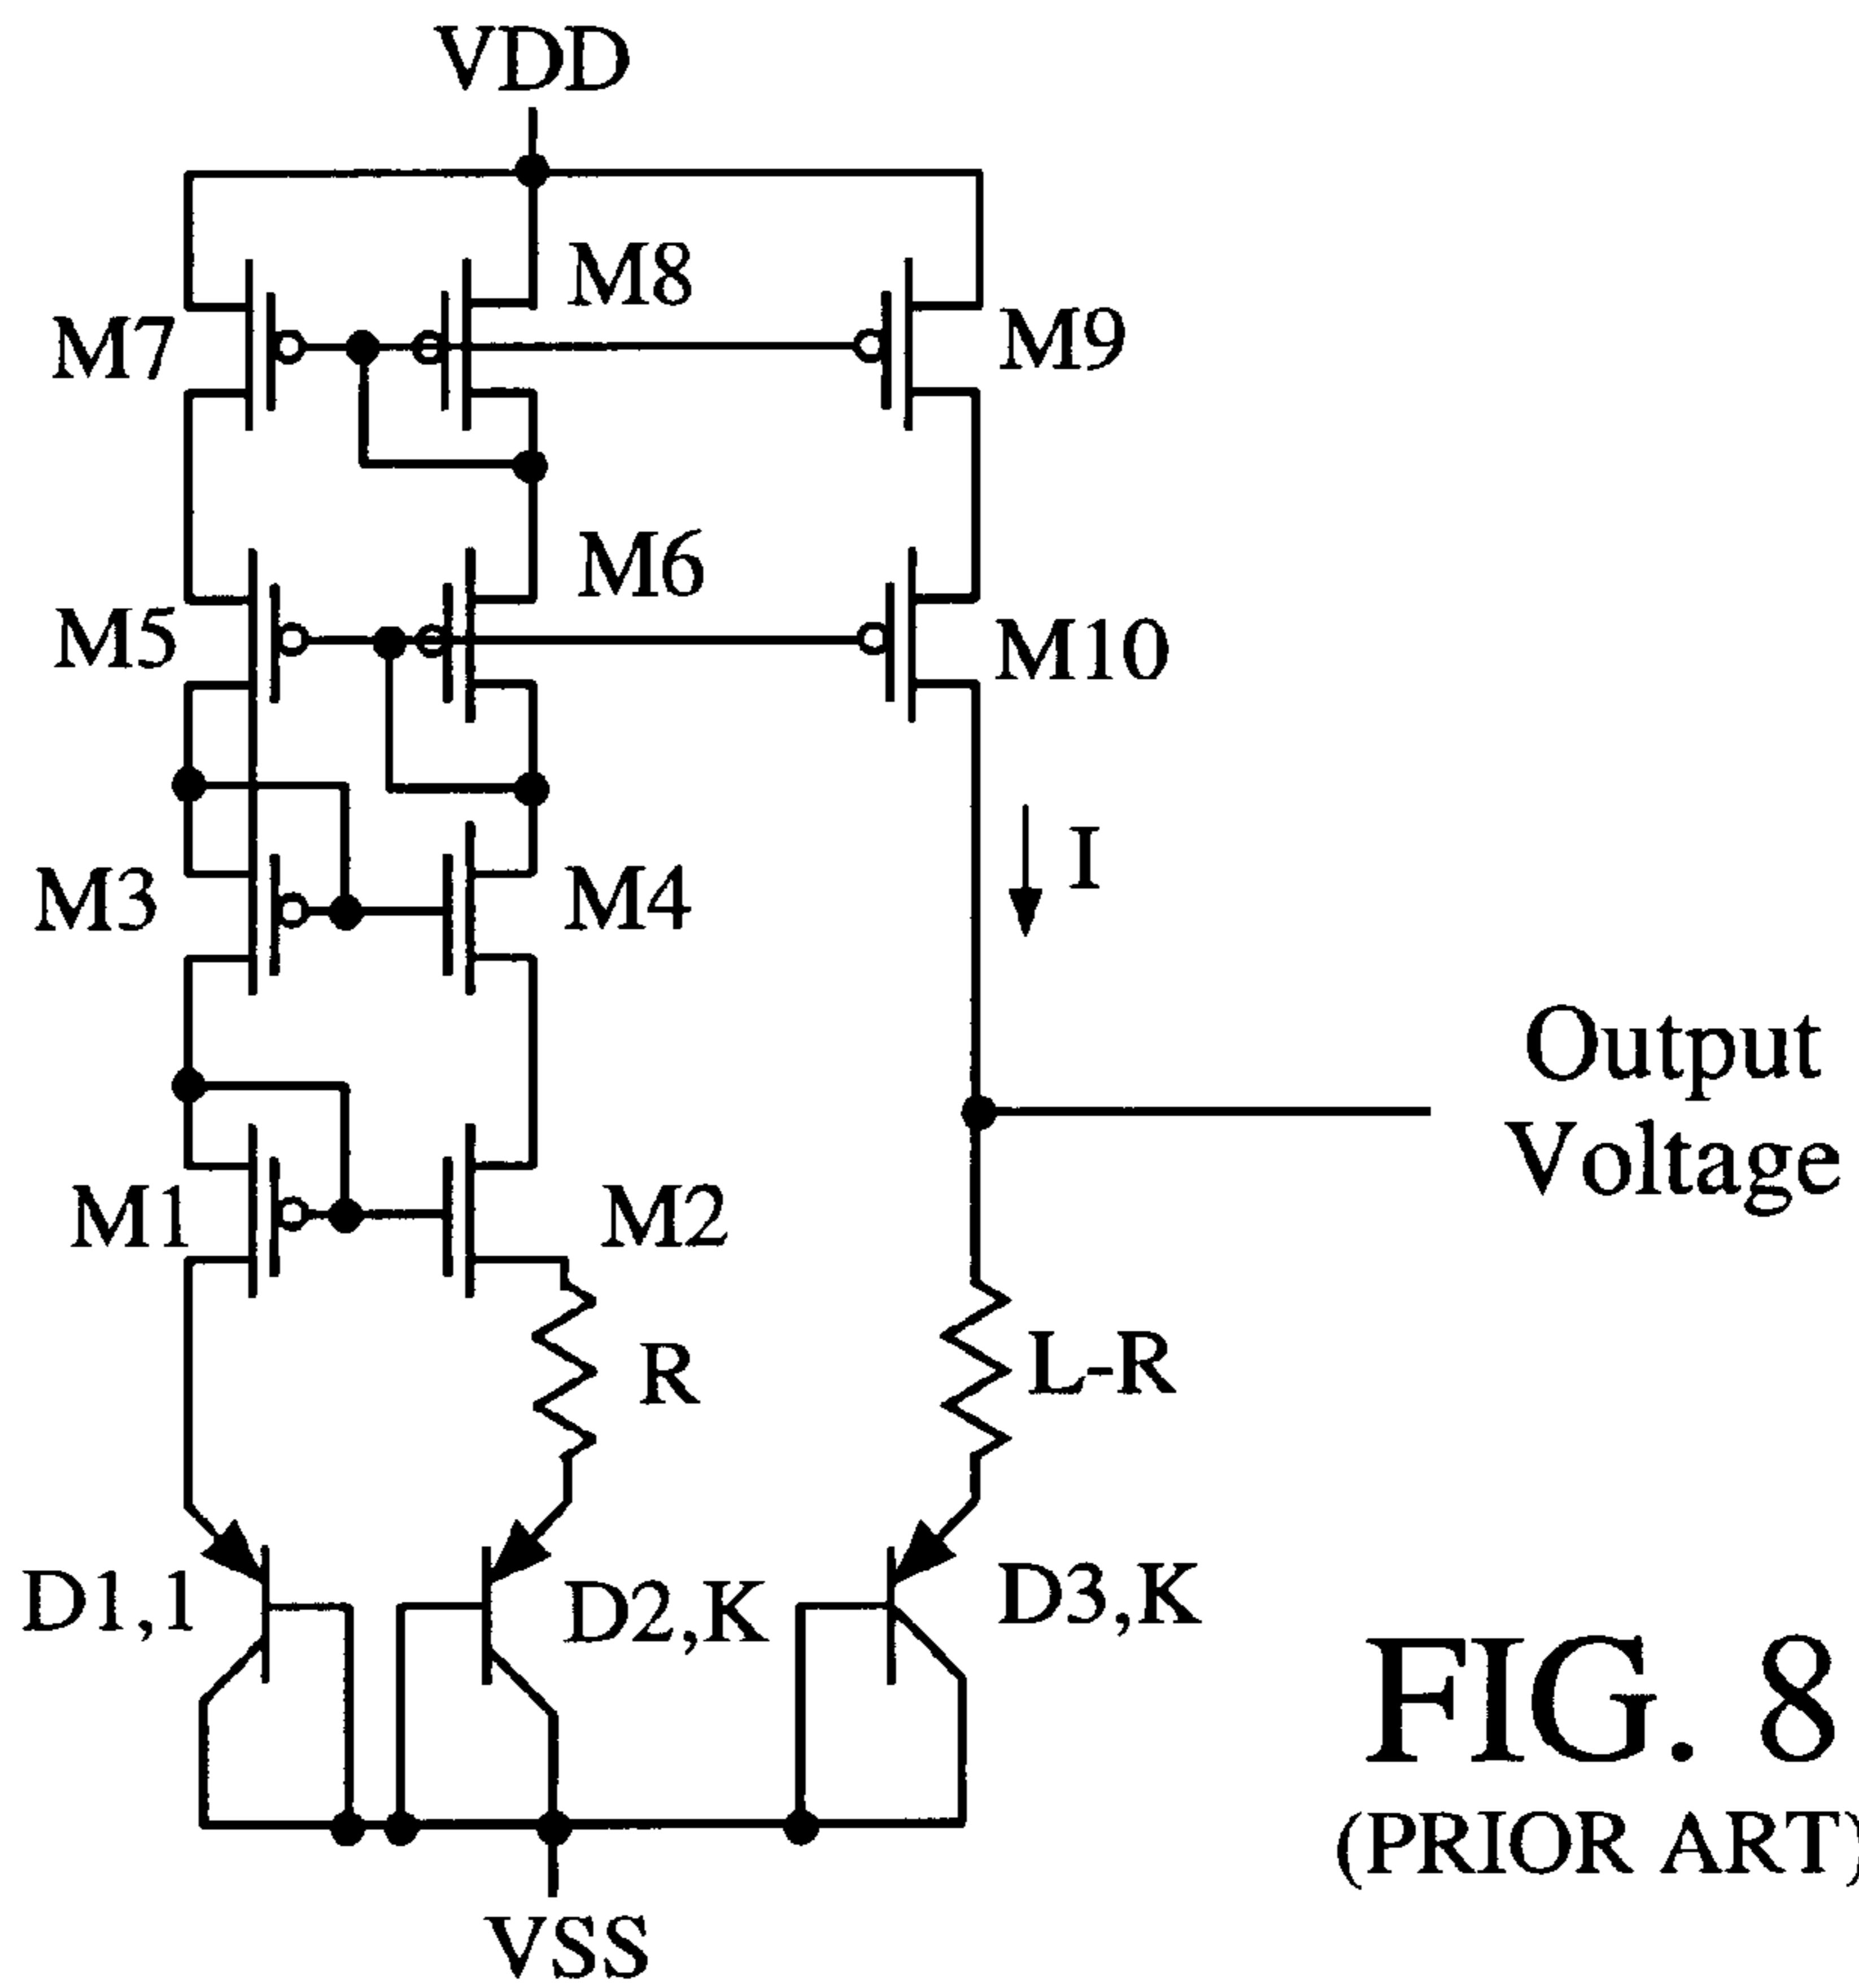 VDD
M8
M7
M9
M6
M5
M10
I
M3
M4
Output
Voltage
M1
M2
R
L-R
D1,1
D2,K
D3,K
FIG. 8
(PRIOR ART)
VSS